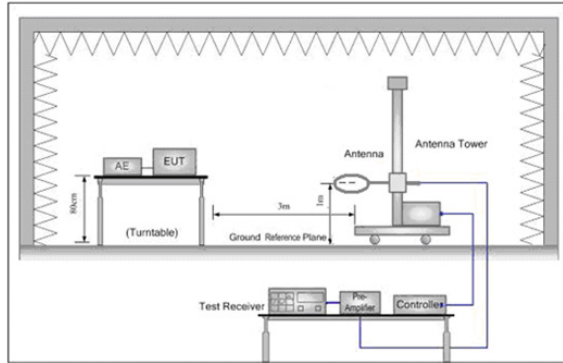 Antenna
Antenna Tower
AE
EUT
80cm
3m
1m
(Turntable)
Ground Reference Plane
Test Receiver
Pre-
Amplifier
Controller